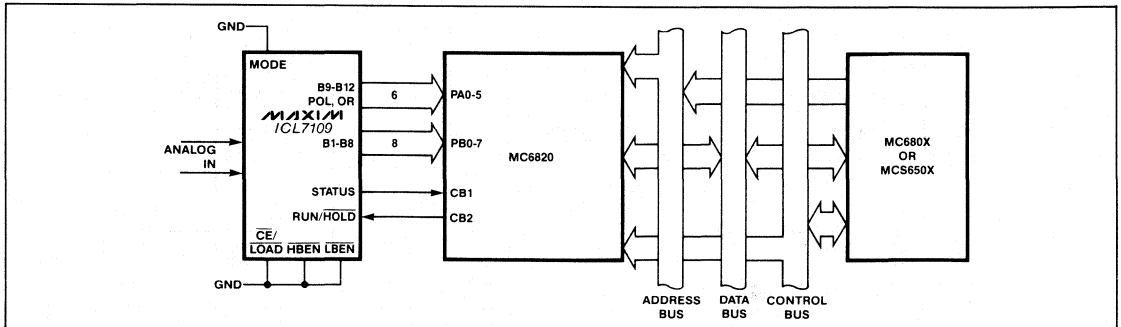 GND
MODE
B9-B12
POL, OR
6
PA0-5
MAXIM
ICL7109
B1-B8
8
PB0-7
ANALOG
IN
MC6820
MC680X
OR
MCS650X
STATUS
CB1
RUN/HOLD
CB2
CE/
LOAD HBEN LBEN
GND
ADDRESS
BUS
DATA
BUS
CONTROL
BUS